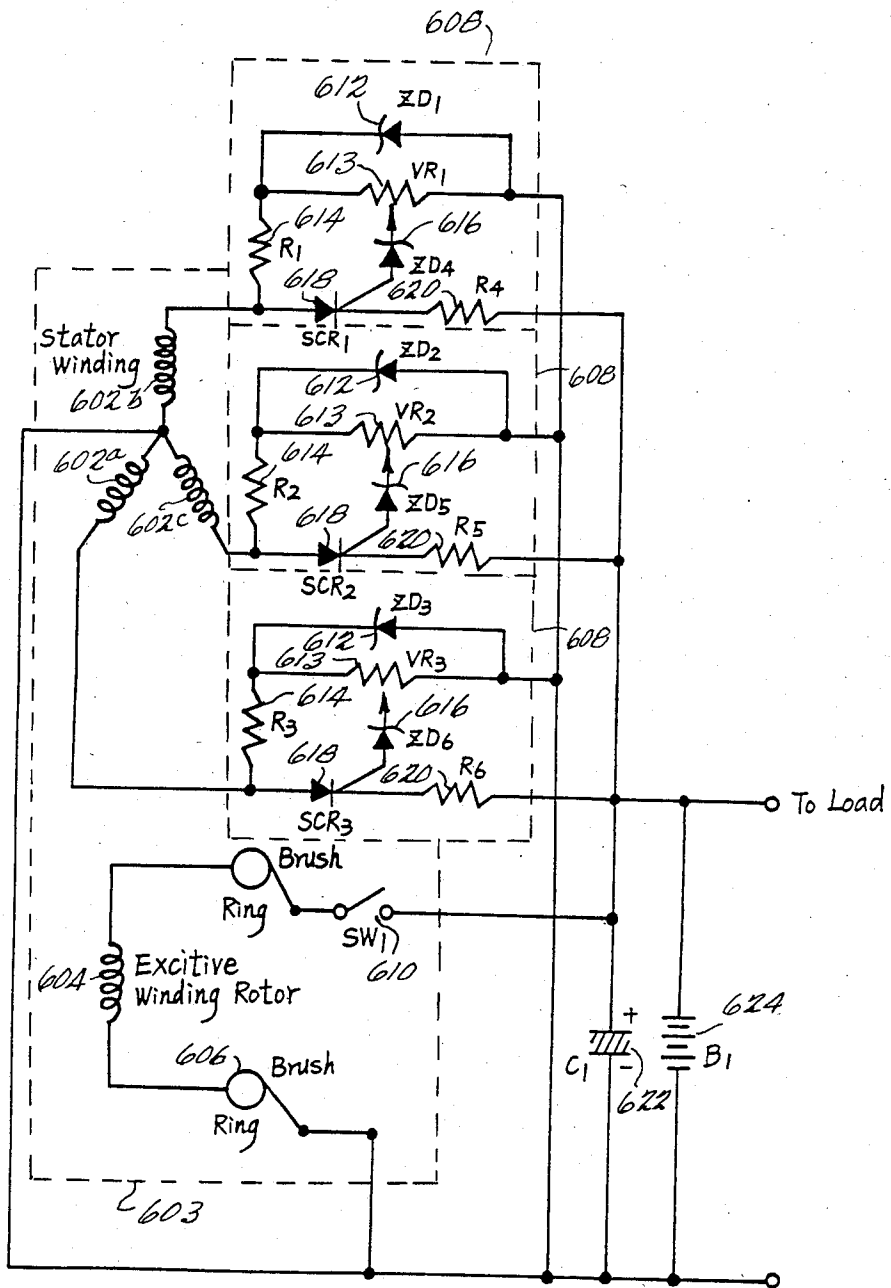 608
612 ZD1
613 VR1
614 616
R1 ZD4
618 620 R4
SCR1
Stator
Winding
602b
ZD2
612 608
613 VR2
602a 614 616
R2 ZD5
602c 618 620 R5
SCR2
ZD3
612 608
613 VR3
614 616
R3 ZD6
618 620 R6
SCR3
To Load
Brush
Ring
SW1
610
604 Excitive
Winding Rotor
624
+
606 Brush C1 - B1
622
Ring
603